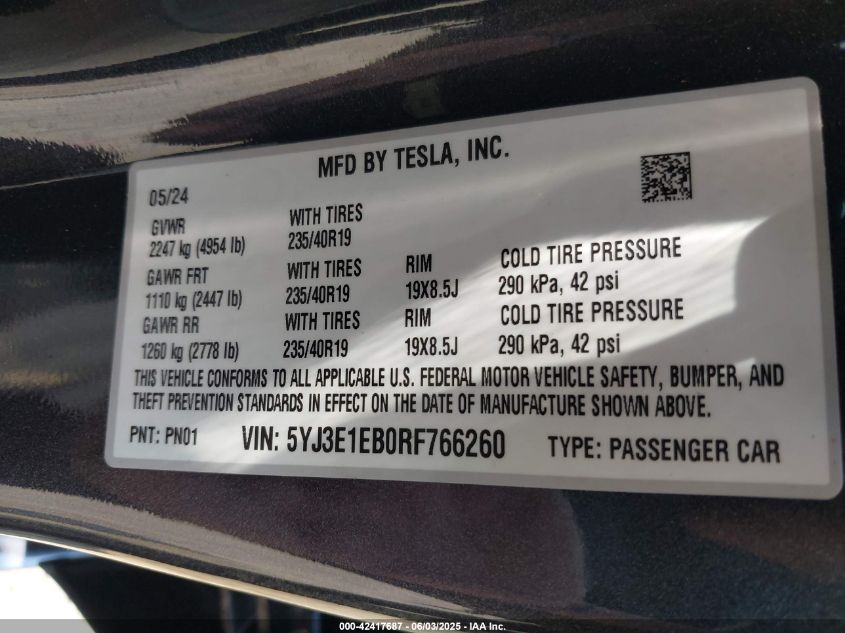 MFD BY TESLA, INC.
05/24
GVWR WITH TIRES
2247 kg (4954 lb) 235/40R19
GAWR FRT WITH TIRES RIM COLD TIRE PRESSURE
1110 kg (2447 lb) 235/40R19 19X8.5J 290 kPa, 42 psi
GAWR RR WITH TIRES RIM COLD TIRE PRESSURE
1260 kg (2778 lb) 235/40R19 19X8.5J 290 kPa, 42 psi
THIS VEHICLE CONFORMS TO ALL APPLICABLE U.S. FEDERAL MOTOR VEHICLE SAFETY, BUMPER, AND
THEFT PREVENTION STANDARDS IN EFFECT ON THE DATE OF MANUFACTURE SHOWN ABOVE.
PNT: PN01 VIN: 5YJ3E1EB0RF766260 TYPE: PASSENGER CAR
000-42417687 - 06/03/2025 - IAA Inc.